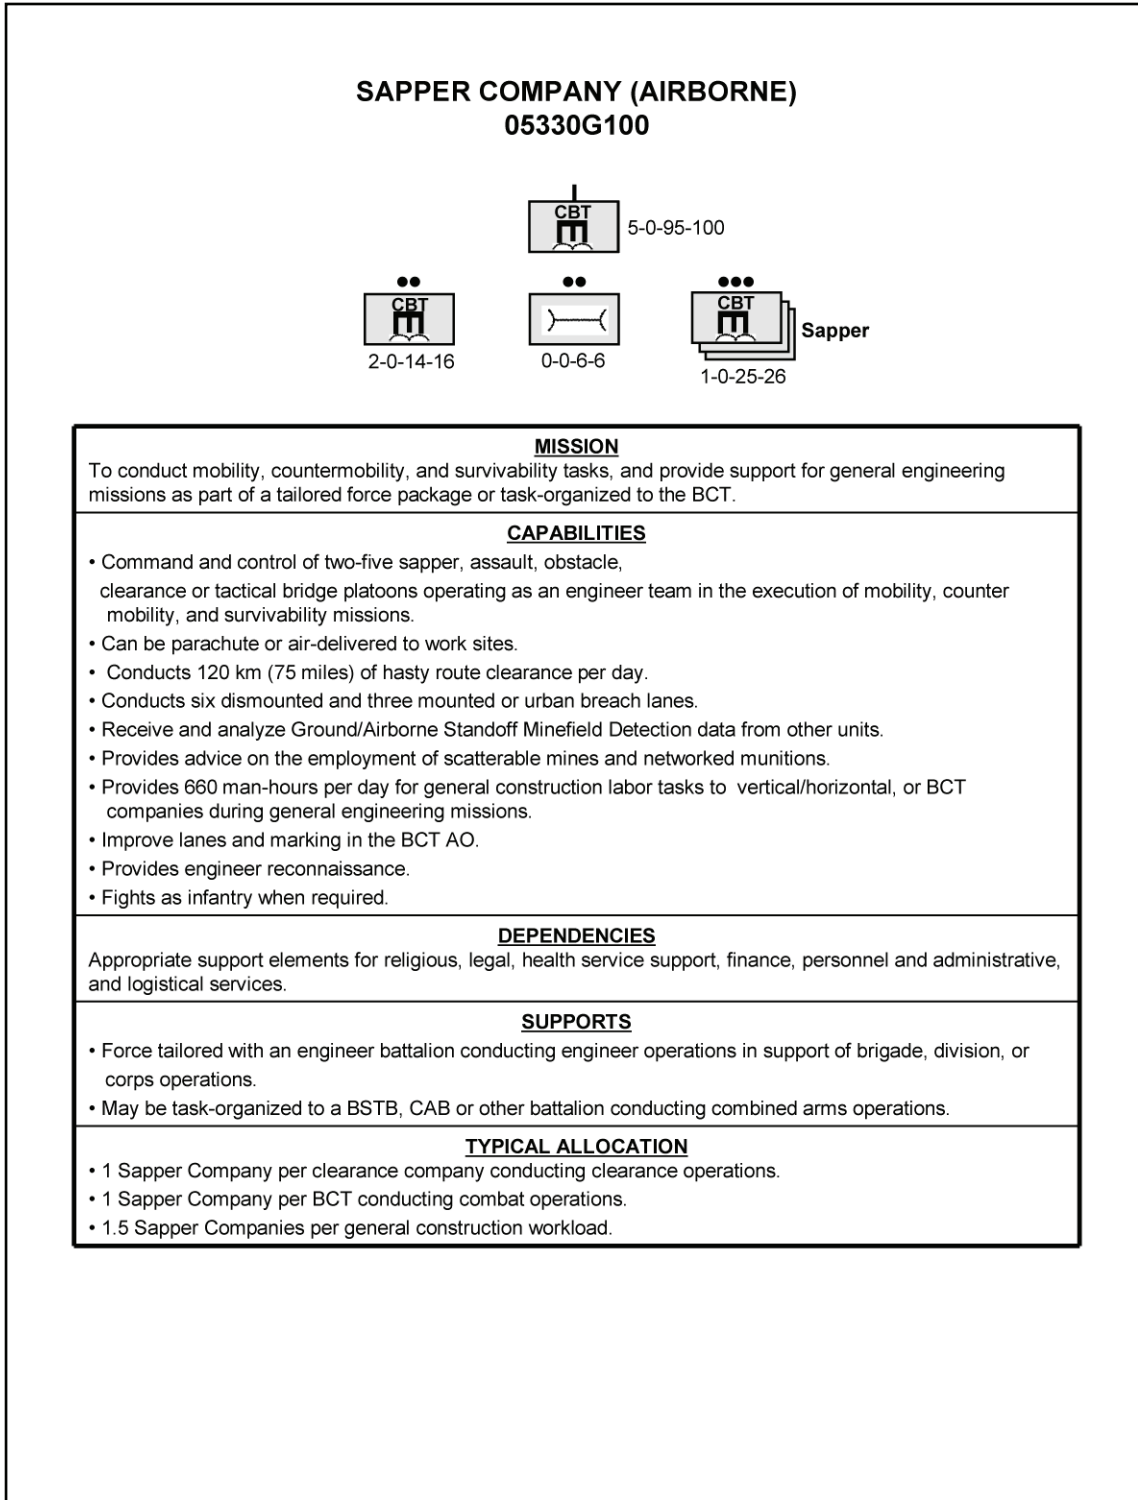 SAPPER COMPANY (AIRBORNE)
05330G100
CBT
5-0-95-100
CBT
2-0-14-16
0-0-6-6
CBT
Sapper
1-0-25-26
MISSION
To conduct mobility, countermobility, and survivability tasks, and provide support for general engineering
missions as part of a tailored force package or task-organized to the BCT.
CAPABILITIES
• Command and control of two-five sapper, assault, obstacle,
clearance or tactical bridge platoons operating as an engineer team in the execution of mobility, counter
mobility, and survivability missions.
• Can be parachute or air-delivered to work sites.
• Conducts 120 km (75 miles) of hasty route clearance per day.
• Conducts six dismounted and three mounted or urban breach lanes.
• Receive and analyze Ground/Airborne Standoff Minefield Detection data from other units.
• Provides advice on the employment of scatterable mines and networked munitions.
• Provides 660 man-hours per day for general construction labor tasks to vertical/horizontal, or BCT
companies during general engineering missions.
• Improve lanes and marking in the BCT AO.
• Provides engineer reconnaissance.
• Fights as infantry when required.
DEPENDENCIES
Appropriate support elements for religious, legal, health service support, finance, personnel and administrative,
and logistical services.
SUPPORTS
• Force tailored with an engineer battalion conducting engineer operations in support of brigade, division, or
corps operations.
• May be task-organized to a BSTB, CAB or other battalion conducting combined arms operations.
TYPICAL ALLOCATION
• 1 Sapper Company per clearance company conducting clearance operations.
• 1 Sapper Company per BCT conducting combat operations.
• 1.5 Sapper Companies per general construction workload.